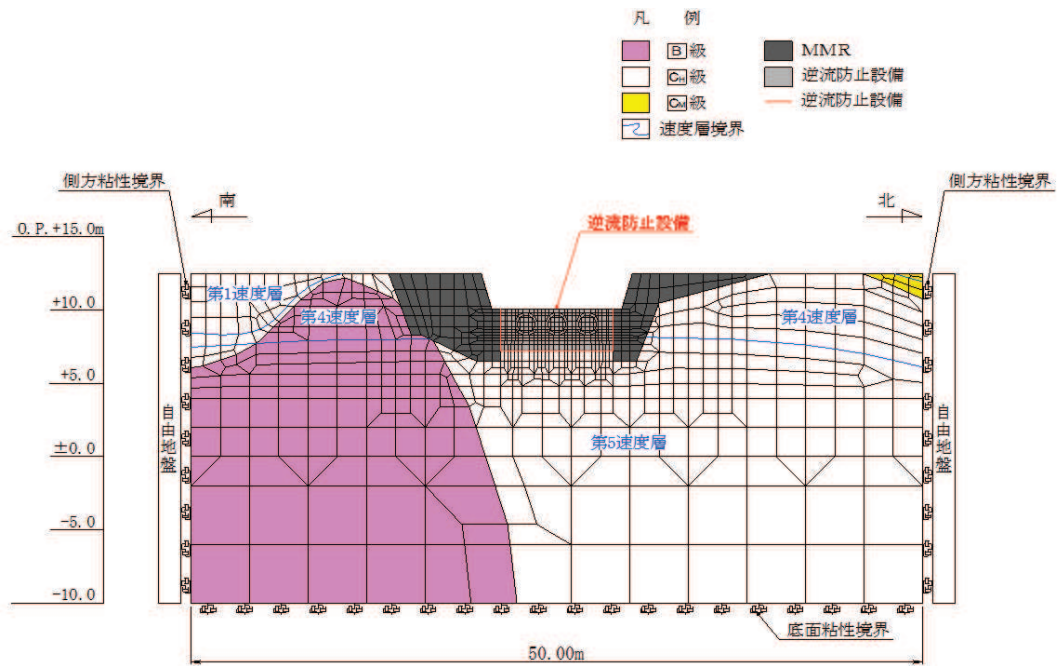 凡 例
B級
CH級
CM級
速度層境界
MMR
逆流防止設備
逆流防止設備
側方粘性境界
南
北
側方粘性境界
O.P.+15.0m
逆流防止設備
第1速度層
+10.0
第4速度層
第4速度層
+5.0
自由地盤
自由地盤
±0.0
第5速度層
-5.0
-10.0
底面粘性境界
50.00m